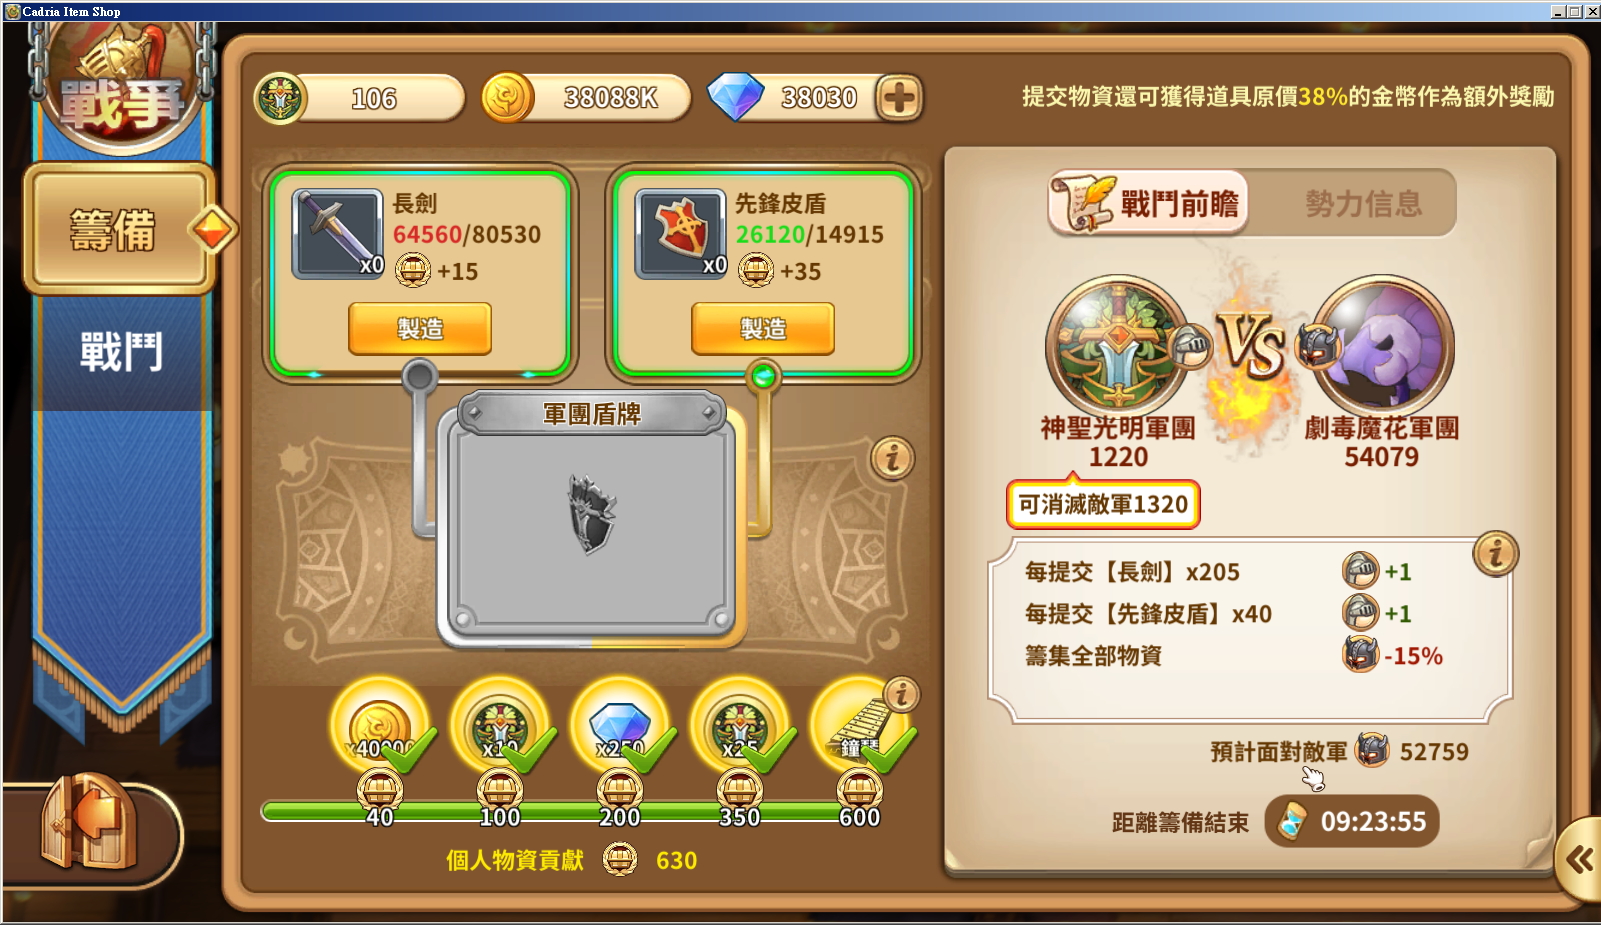 Cadria Item Shop
戰爭
籌備
戰鬥
106
38088K
38030
提交物資還可獲得道具原價38%的金幣作為額外獎勵
長劍
64560/80530
x0
+15
製造
先鋒皮盾
26120/14915
x0
+35
製造
軍團盾牌
x40000
x10
x250
x25
40
100
200
350
600
個人物資貢獻
630
戰鬥前瞻
勢力信息
VS
神聖光明軍團
1220
劇毒魔花軍團
54079
可消滅敵軍1320
每提交【長劍】x205
+1
每提交【先鋒皮盾】x40
+1
籌集全部物資
-15%
預計面對敵軍
52759
距離籌備結束
09:23:55